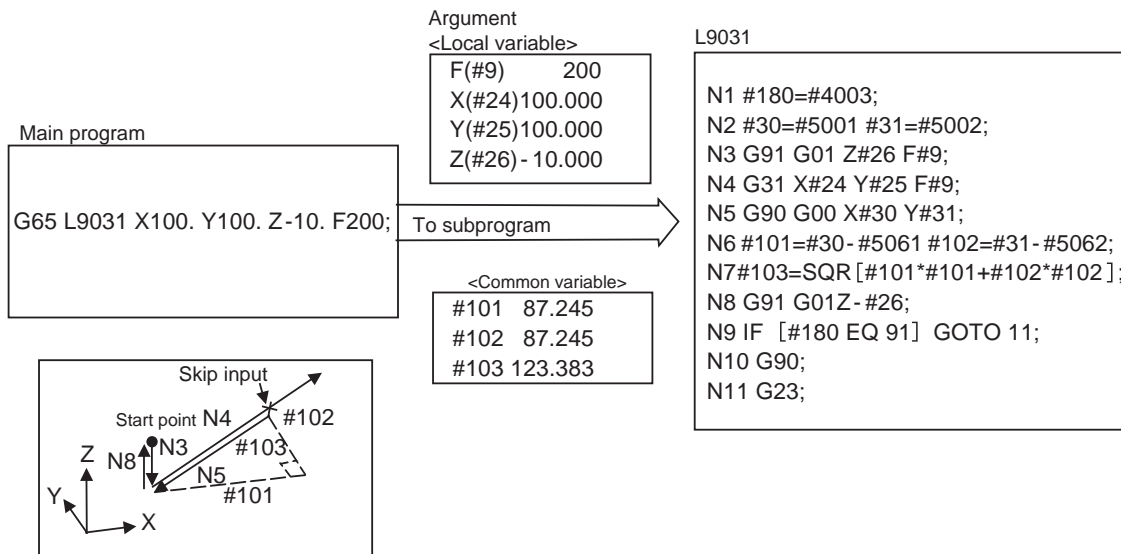 Main program
G65 L9031 X100. Y100. Z-10. F200;
Argument
<Local variable>
F(#9) 200
X(#24)100.000
Y(#25)100.000
Z(#26)-10.000
To subprogram
<Common variable>
#101 87.245
#102 87.245
#103 123.383
L9031
N1 #180=#4003;
N2 #30=#5001 #31=#5002;
N3 G91 G01 Z#26 F#9;
N4 G31 X#24 Y#25 F#9;
N5 G90 G00 X#30 Y#31;
N6 #101=#30-#5061 #102=#31-#5062;
N7#103=SQR[#101*#101+#102*#102];
N8 G91 G01Z-#26;
N9 IF [#180 EQ 91] GOTO 11;
N10 G90;
N11 G23;
Skip input
Start point N4
#102
N3
#103
Z
N8
N5
#101
Y
X